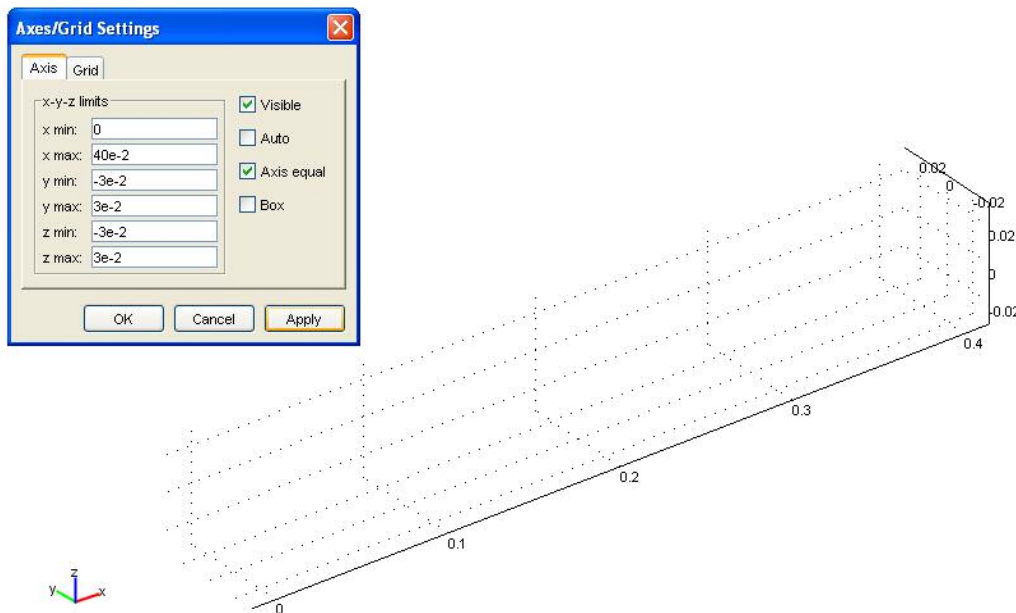 Axes/Grid Settings
Axis Grid
x-y-z limits
x min: 0
x max: 40e-2
y min: -3e-2
y max: 3e-2
z min: -3e-2
z max: 3e-2
Visible
Auto
Axis equal
Box
OK Cancel Apply
0.02
0
-0.02
0.02
0
-0.02
0.4
0.3
0.2
0.1
0
z
y x